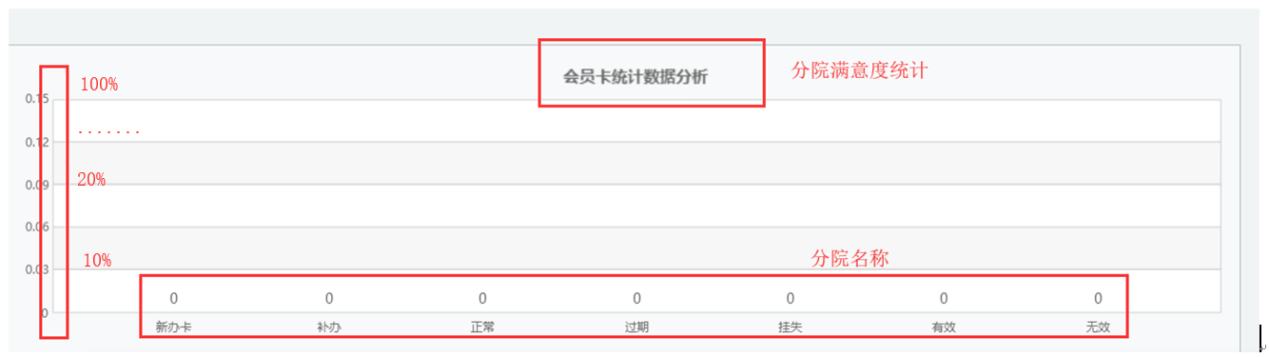 会员卡统计数据分析
分院满意度统计
100%
0.15
.......
0.12
20%
0.09
0.06
10%
分院名称
0.03
0 0 0 0 0 0 0
0
新办卡 补办 正常 过期 挂失 有效 无效